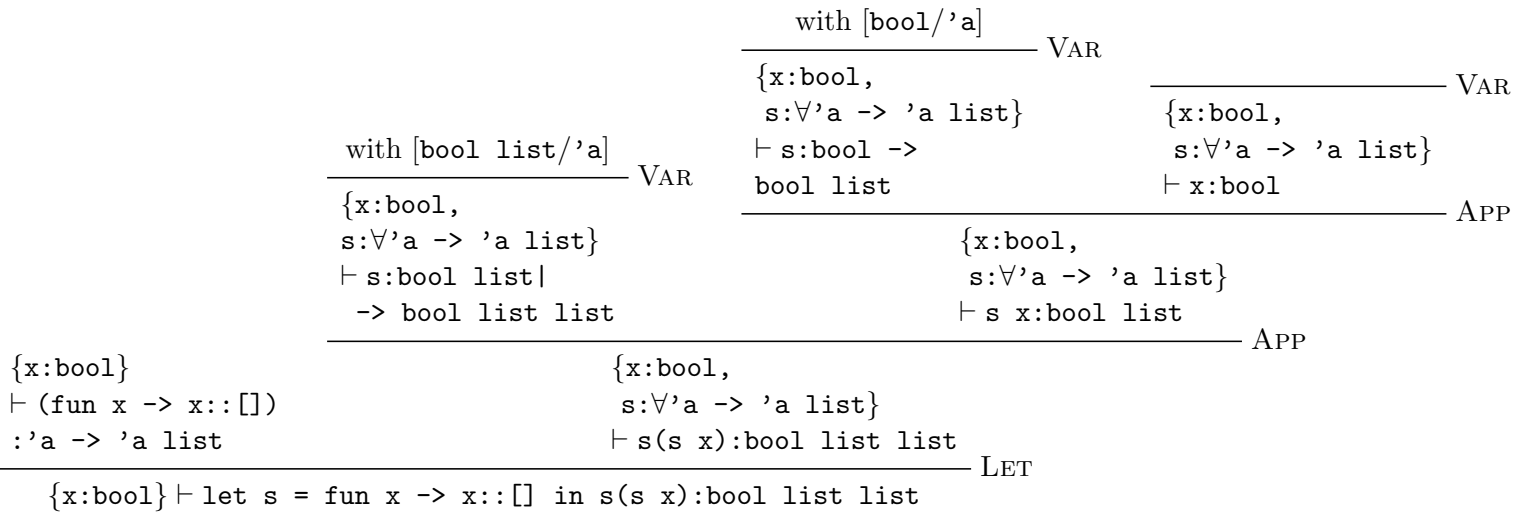 with [bool/’a]
VAR
{x:bool,
s:∀’a -> ’a list}
⊢ s:bool ->
bool list
VAR
{x:bool,
s:∀’a -> ’a list}
⊢ x:bool
APP
with [bool list/’a]
VAR
{x:bool,
s:∀’a -> ’a list}
⊢ s:bool list|
-> bool list list
{x:bool,
s:∀’a -> ’a list}
⊢ s x:bool list
APP
{x:bool}
⊢ (fun x -> x::[])
:’a -> ’a list
{x:bool,
s:∀’a -> ’a list}
⊢ s(s x):bool list list
LET
{x:bool} ⊢ let s = fun x -> x::[] in s(s x):bool list list